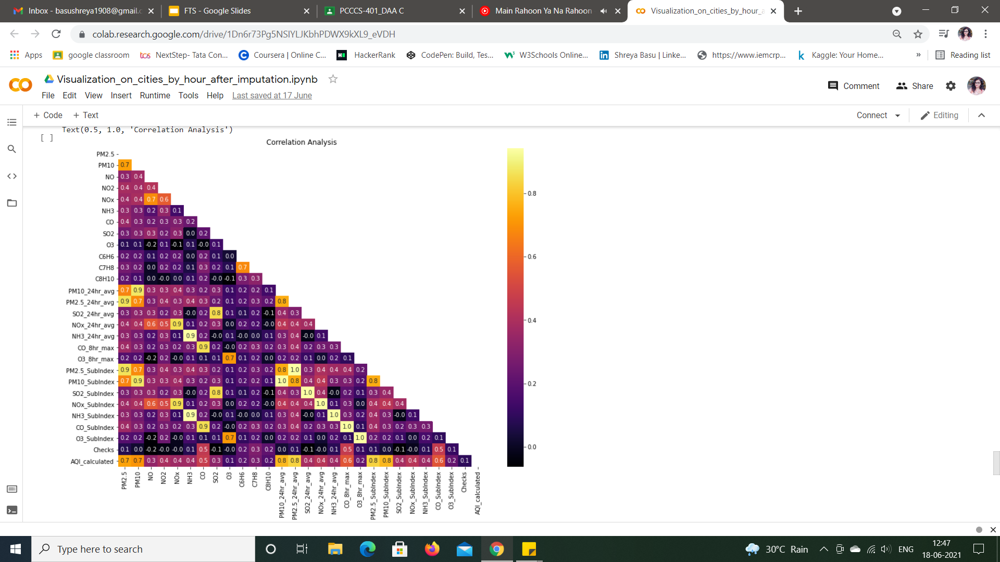 Inbox - basushreya1908@gmail.c
FTS - Google Slides
PCCCS-401_DAA C
Main Rahoon Ya Na Rahoon
Visualization_on_cities_by_hour_a
colab.research.google.com/drive/1Dn6r73Pg5NSlYLJKbhPDWX9kXL9_eVDH
Apps
google classroom
tcs NextStep- Tata Con...
Coursera | Online C...
HackerRank
CodePen: Build, Tes...
W3Schools Online...
Shreya Basu | Linke...
https://www.iemcrp...
Kaggle: Your Home...
»
Reading list
Visualization_on_cities_by_hour_after_imputation.ipynb
Comment
Share
File Edit View Insert Runtime Tools Help Last saved at 17 June
+ Code + Text
Connect
Editing
Text(0.5, 1.0, 'Correlation Analysis')
[ ]
Correlation Analysis
PM2.5
PM10 0.7
NO 0.3 0.4
NO2 0.4 0.4 0.4
NOx 0.4 0.4 0.7 0.6
NH3 0.3 0.3 0.2 0.3 0.1
CO 0.4 0.3 0.2 0.3 0.3 0.2
SO2 0.3 0.3 0.3 0.2 0.3 0.0 0.2
O3 0.1 0.1 -0.2 0.1 -0.1 0.1 -0.0 0.1
C6H6 0.2 0.2 0.1 0.2 0.2 0.0 0.2 0.1 0.0
C7H8 0.3 0.2 0.0 0.2 0.2 0.1 0.3 0.2 0.1 0.7
C8H10 0.2 0.1 0.0 -0.0 0.0 0.1 0.2 -0.0 -0.1 0.3 0.3
PM10_24hr_avg 0.7 0.9 0.3 0.3 0.4 0.3 0.2 0.3 0.1 0.2 0.2 0.1
PM2.5_24hr_avg 0.9 0.7 0.3 0.4 0.3 0.4 0.3 0.2 0.1 0.2 0.3 0.2 0.8
SO2_24hr_avg 0.3 0.3 0.3 0.2 0.3 -0.0 0.2 0.8 0.1 0.1 0.2 -0.1 0.4 0.3
NOx_24hr_avg 0.4 0.4 0.6 0.5 0.9 0.1 0.2 0.3 0.0 0.2 0.2 -0.0 0.4 0.4 0.4
NH3_24hr_avg 0.3 0.3 0.2 0.3 0.1 0.9 0.2 -0.0 0.1 -0.0 0.0 0.1 0.3 0.4 -0.0 0.1
CO_8hr_max 0.4 0.3 0.2 0.3 0.2 0.3 0.9 0.2 -0.0 0.2 0.3 0.2 0.3 0.4 0.2 0.3 0.3
O3_8hr_max 0.2 0.2 -0.2 0.2 -0.0 0.1 0.1 0.1 0.7 0.1 0.2 0.0 0.2 0.2 0.1 0.0 0.2 0.1
PM2.5_SubIndex 0.9 0.7 0.3 0.4 0.3 0.4 0.3 0.2 0.1 0.2 0.3 0.2 0.8 1.0 0.3 0.4 0.4 0.4 0.2
PM10_SubIndex 0.7 0.9 0.3 0.3 0.4 0.3 0.2 0.3 0.1 0.2 0.2 0.1 1.0 0.8 0.4 0.4 0.3 0.3 0.2 0.8
SO2_SubIndex 0.3 0.3 0.3 0.2 0.3 -0.0 0.2 0.8 0.1 0.1 0.2 -0.1 0.4 0.3 1.0 0.4 -0.0 0.2 0.1 0.3 0.4
NOx_SubIndex 0.4 0.4 0.6 0.5 0.9 0.1 0.2 0.3 0.0 0.2 0.2 -0.0 0.4 0.4 0.4 1.0 0.1 0.3 0.0 0.4 0.4 0.4
NH3_SubIndex 0.3 0.3 0.2 0.3 0.1 0.9 0.2 -0.0 0.1 -0.0 0.0 0.1 0.3 0.4 -0.0 0.1 1.0 0.3 0.2 0.4 0.3 -0.0 0.1
CO_SubIndex 0.4 0.3 0.2 0.3 0.2 0.3 0.9 0.2 -0.0 0.2 0.3 0.2 0.3 0.4 0.2 0.3 0.3 1.0 0.1 0.4 0.3 0.2 0.3 0.3
O3_SubIndex 0.2 0.2 -0.2 0.2 -0.0 0.1 0.1 0.1 0.7 0.1 0.2 0.0 0.2 0.2 0.1 0.0 0.2 0.1 1.0 0.2 0.2 0.1 0.0 0.2 0.1
Checks 0.1 0.0 -0.2 -0.0 -0.0 0.1 0.5 -0.1 -0.0 0.2 0.3 0.2 0.0 0.1 -0.1 -0.0 0.1 0.5 0.1 0.1 0.0 -0.1 -0.0 0.1 0.5 0.1
AQI_calculated 0.7 0.7 0.3 0.4 0.4 0.4 0.5 0.3 0.1 0.2 0.3 0.2 0.8 0.8 0.4 0.4 0.4 0.6 0.2 0.8 0.8 0.4 0.4 0.4 0.6 0.2 0.1
PM2.5 PM10 NO NO2 NOx NH3 CO SO2 O3 C6H6 C7H8 C8H10 PM10_24hr_avg PM2.5_24hr_avg SO2_24hr_avg NOx_24hr_avg NH3_24hr_avg CO_8hr_max O3_8hr_max PM2.5_SubIndex PM10_SubIndex SO2_SubIndex NOx_SubIndex NH3_SubIndex CO_SubIndex O3_SubIndex Checks AQI_calculated
0.8
0.6
0.4
0.2
0.0
Type here to search
30°C Rain
ENG
12:47
18-06-2021